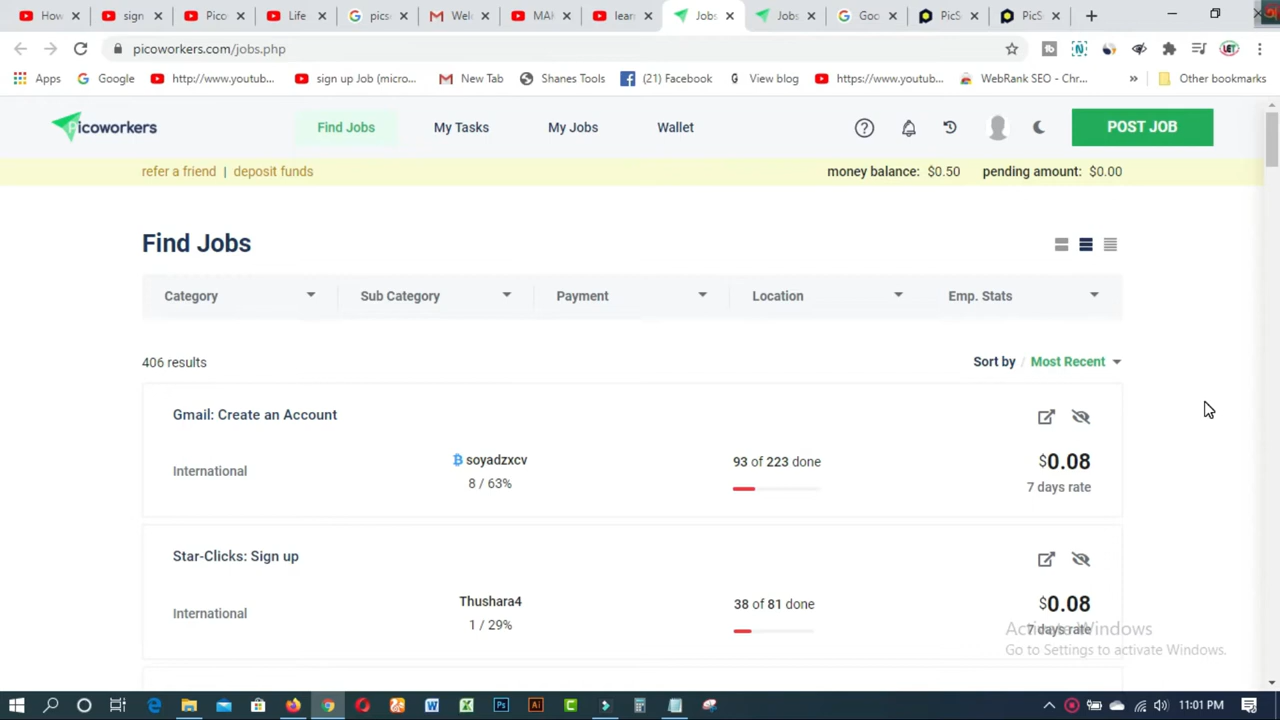 How
sign
Pico
Life
pics
Wel
MAK
lear
Jobs
Jobs
Goo
PicS
PicS
picoworkers.com/jobs.php
Apps
Google
http://www.youtub...
sign up Job (micro...
New Tab
Shanes Tools
(21) Facebook
View blog
https://www.youtub...
WebRank SEO - Chr...
»
Other bookmarks
Picoworkers
Find Jobs
My Tasks
My Jobs
Wallet
POST JOB
refer a friend | deposit funds
money balance: $0.50 pending amount: $0.00
Find Jobs
Category
Sub Category
Payment
Location
Emp. Stats
406 results
Sort by / Most Recent
Gmail: Create an Account
International
soyadzxcv
8 / 63%
93 of 223 done
$0.08
7 days rate
Star-Clicks: Sign up
International
Thushara4
1 / 29%
38 of 81 done
$0.08
7 days rate
Activate Windows
Go to Settings to activate Windows.
11:01 PM